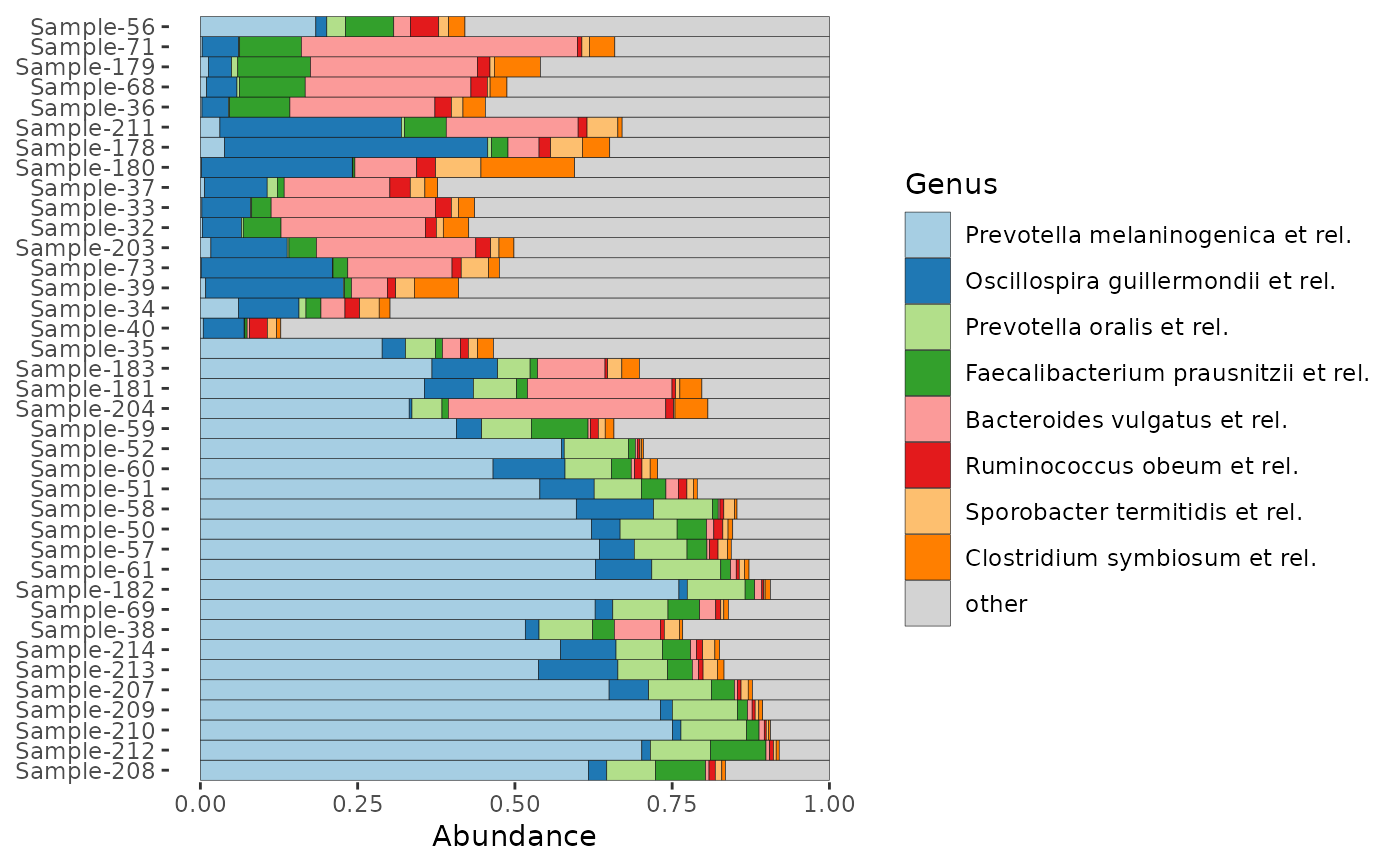 Sample-56
Sample-71
Sample-179
Sample-68
Sample-36
Sample-211
Sample-178
Sample-180
Sample-37
Sample-33
Sample-32
Sample-203
Sample-73
Sample-39
Sample-34
Sample-40
Sample-35
Sample-183
Sample-181
Sample-204
Sample-59
Sample-52
Sample-60
Sample-51
Sample-58
Sample-50
Sample-57
Sample-61
Sample-182
Sample-69
Sample-38
Sample-214
Sample-213
Sample-207
Sample-209
Sample-210
Sample-212
Sample-208
0.00 0.25 0.50 0.75 1.00
Abundance
Genus
Prevotella melaninogenica et rel.
Oscillospira guillermondii et rel.
Prevotella oralis et rel.
Faecalibacterium prausnitzii et rel.
Bacteroides vulgatus et rel.
Ruminococcus obeum et rel.
Sporobacter termitidis et rel.
Clostridium symbiosum et rel.
other